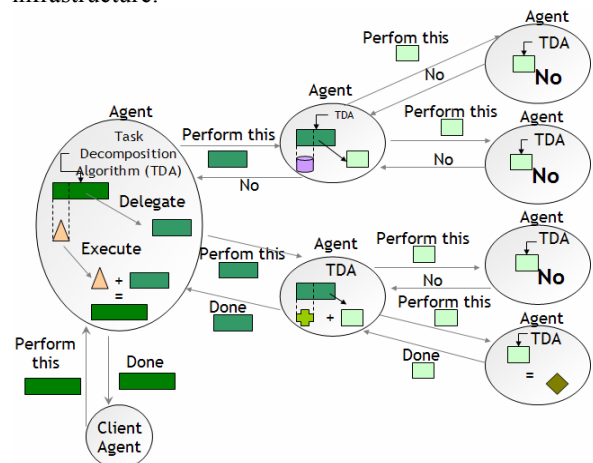 infrastructure.
Agent
Perfom this
TDA
No
No
Agent
TDA
Perform this
No
Agent
TDA
No
Agent
Task
Decomposition
Algorithm (TDA)
Perform this
No
Delegate
Execute
+
=
Perfom this
Done
Agent
TDA
+
Perform this
No
Agent
TDA
No
Perform this
Done
Agent
TDA
=
Perform
this
Done
Client
Agent